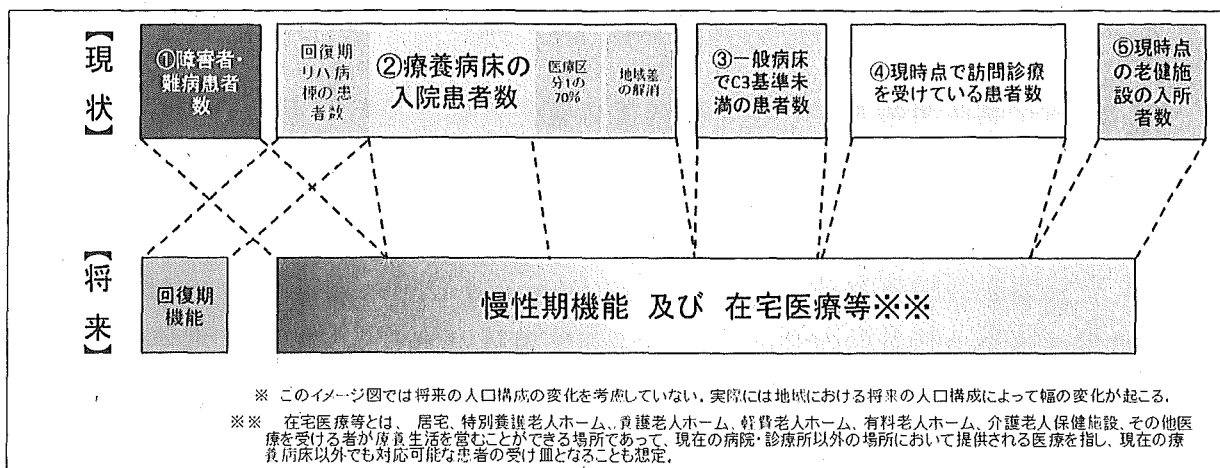 【現状】
①障害者・
難病患者
数
回復期
リハ病
棟の患
者数
②療養病床の
入院患者数
医療区
分1の
70%
地域差
の解消
③一般病床
でC3基準未
満の患者数
④現時点で訪問診療
を受けている患者数
⑤現時点
の老健施
設の入所
者数
【将来】
回復期
機能
慢性期機能 及び 在宅医療等※※
※ このイメージ図では将来の人口構成の変化を考慮していない。実際には地域における将来の人口構成によって幅の変化が起こる。
※※ 在宅医療等とは、居宅、特別養護老人ホーム、養護老人ホーム、軽費老人ホーム、有料老人ホーム、介護老人保健施設、その他医
療を受ける者が療養生活を営むことができる場所であって、現在の病院・診療所以外の場所において提供される医療を指し、現在の療
養病床以外でも対応可能な患者の受け皿となることも想定。